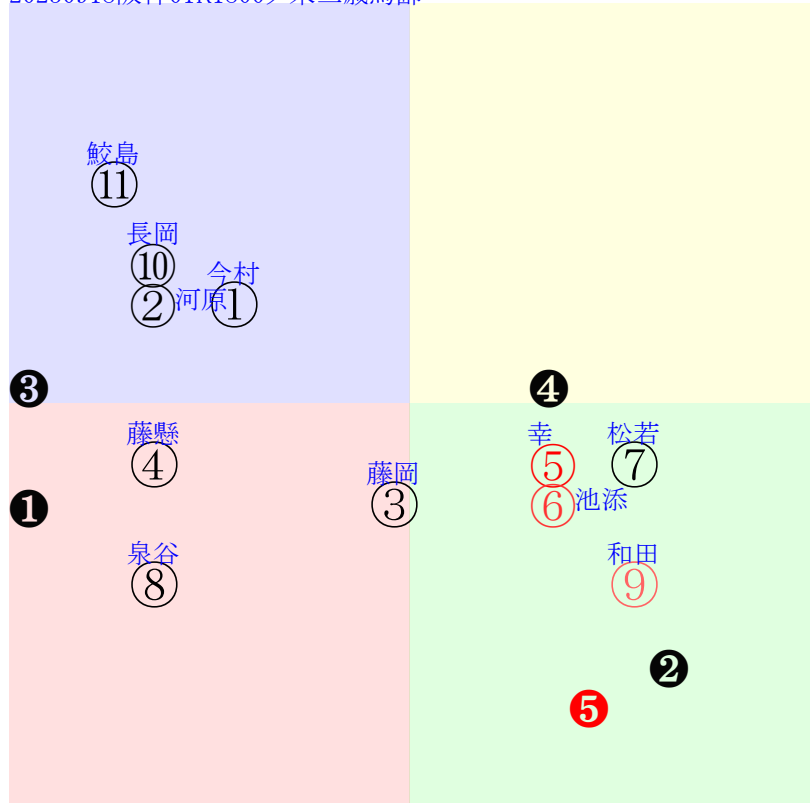 鮫島
⑪
長岡
⑩
今村
②
河原
①
❸
❹
藤懸
④
幸
⑤
松若
⑦
藤岡
③
⑥
池添
❶
泉谷
⑧
和田
⑨
❷
❺